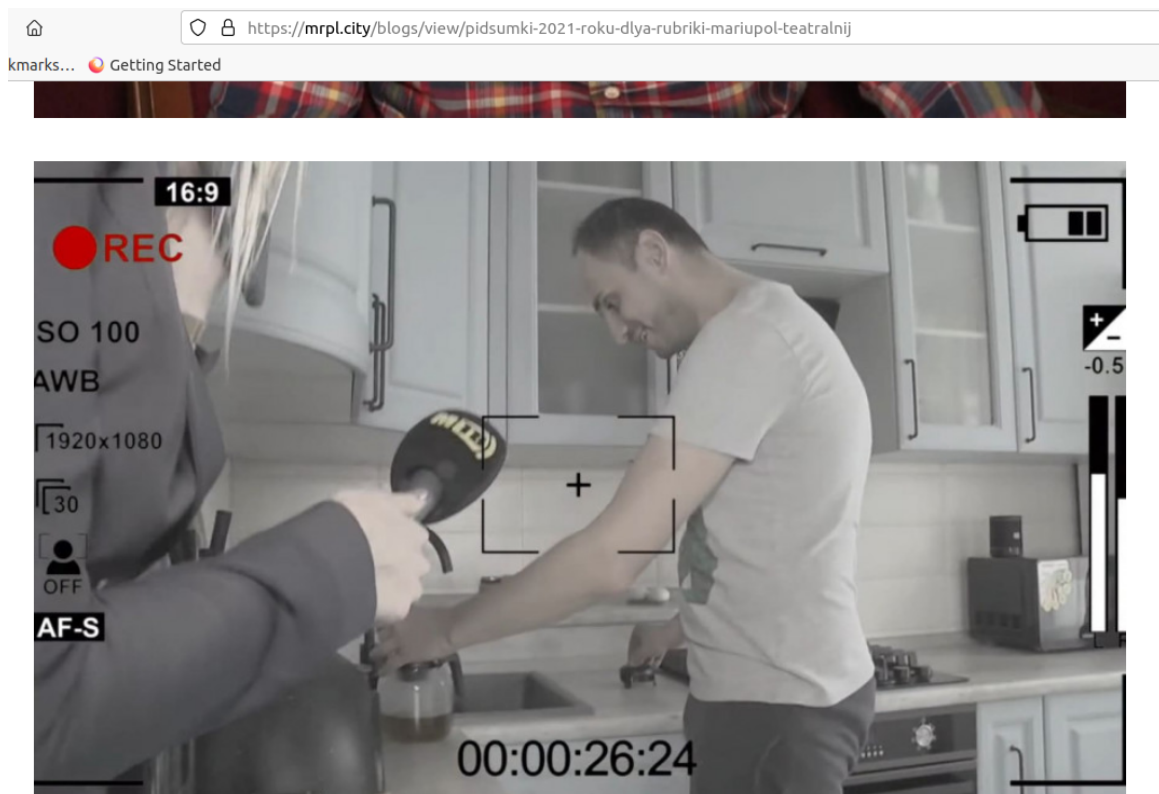 https://mrpl.city/blogs/view/pidsumki-2021-roku-dlya-rubriki-mariupol-teatralnij
kmarks… Getting Started
16:9
REC
SO 100
AWB
1920x1080
30
OFF
AF-S
+
-
-0.5
L
00:00:26:24